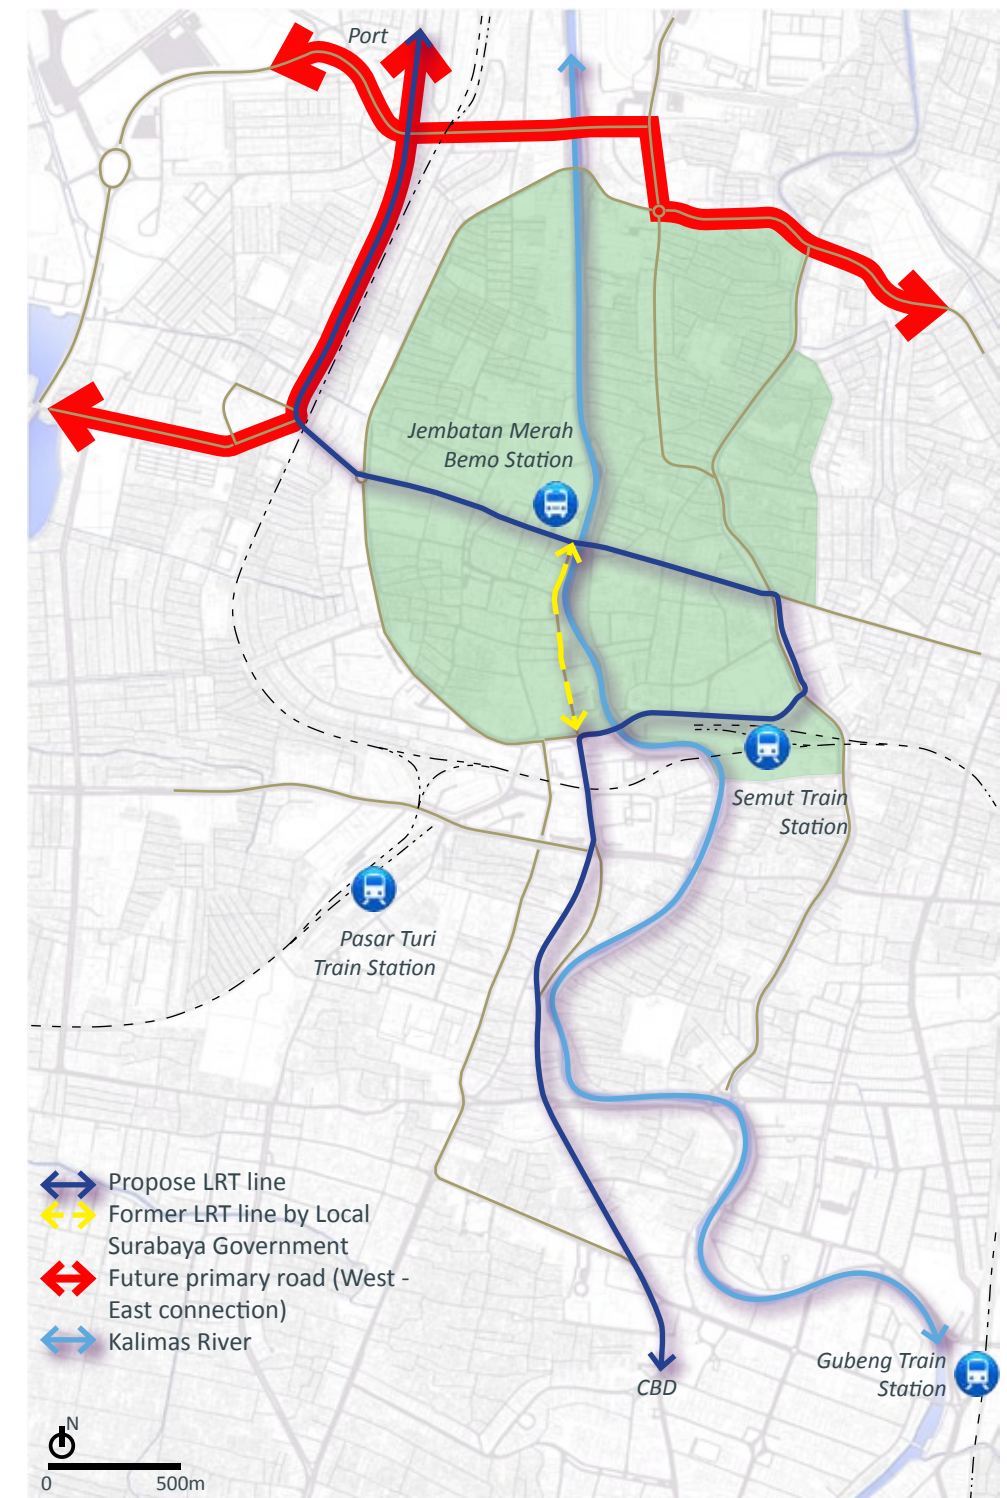 Port
Jembatan Merah
Bemo Station
Semut Train
Station
Pasar Turi
Train Station
Propose LRT line
Former LRT line by Local
Surabaya Government
Future primary road (West -
East connection)
Kalimas River
Gubeng Train
Station
CBD
N
0 500m